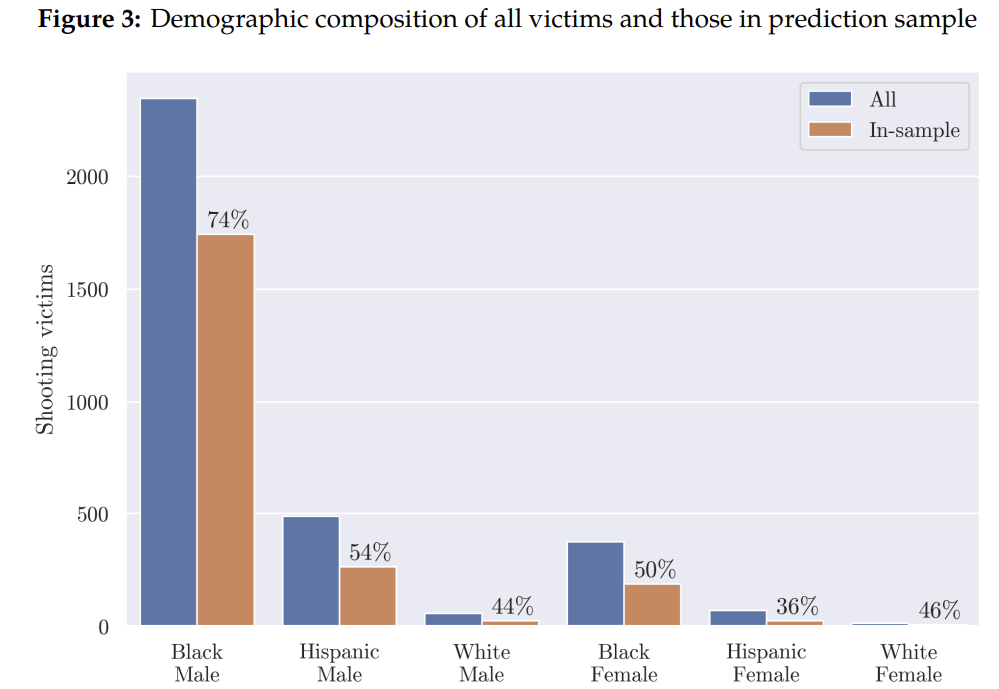 Figure 3: Demographic composition of all victims and those in prediction sample
All
In-sample
2000
1500
1000
500
0
Shooting victims
74%
54%
44%
50%
36%
46%
Black
Male
Hispanic
Male
White
Male
Black
Female
Hispanic
Female
White
Female